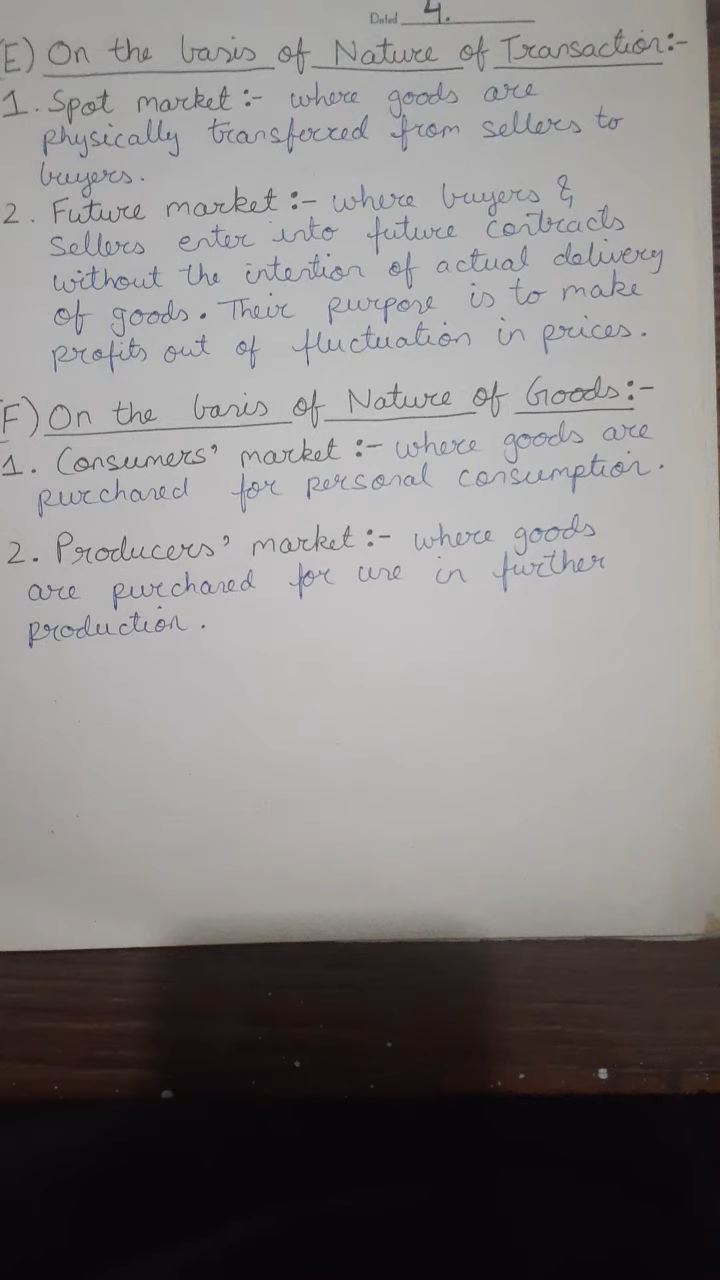 Dated 4.
(E) On the basis of Nature of Transaction:-
1. Spot market :- where goods are
physically transferred from sellers to
buyers.
2. Future market :- where buyers &
sellers enter into future contracts
without the intention of actual delivery
of goods. Their purpose is to make
profits out of fluctuation in prices.
(F) On the basis of Nature of Goods:-
1. Consumers' market :- where goods are
purchased for personal consumption.
2. Producers' market :- where goods
are purchased for use in further
production.